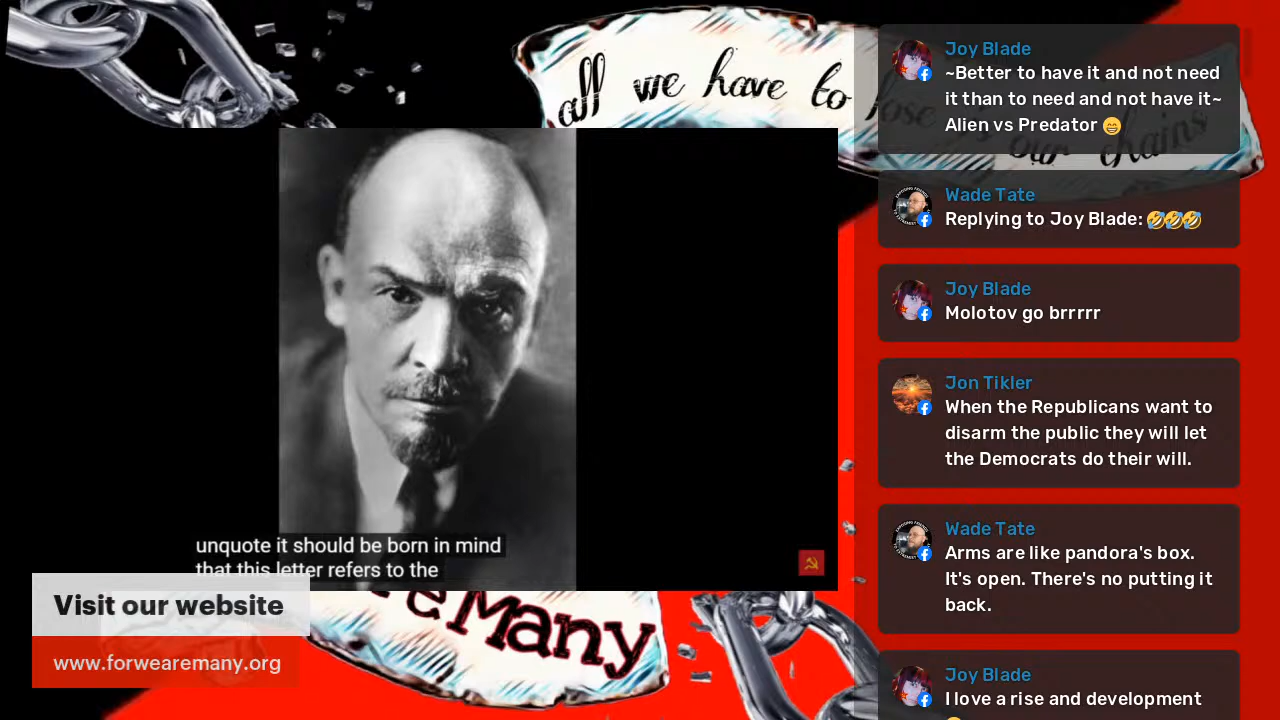 all we have to lose
our chains
unquote it should be born in mind
that this letter refers to the
Many
Visit our website
www.forwearemany.org
Joy Blade
~Better to have it and not need
it than to need and not have it~
Alien vs Predator 😁
Wade Tate
Replying to Joy Blade: 🤣🤣🤣
Joy Blade
Molotov go brrrrr
Jon Tikler
When the Republicans want to
disarm the public they will let
the Democrats do their will.
Wade Tate
Arms are like pandora's box.
It's open. There's no putting it
back.
Joy Blade
I love a rise and development